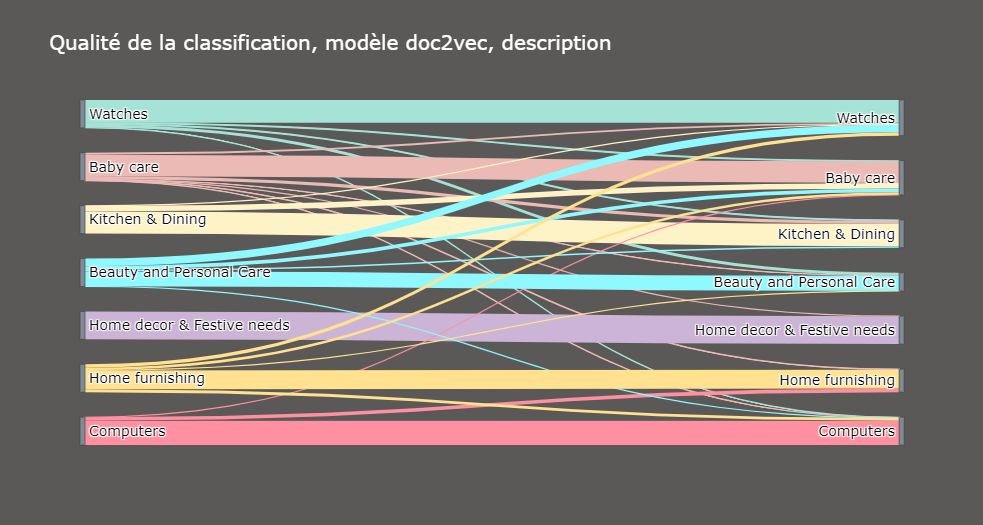 Qualité de la classification, modèle doc2vec, description
Watches
Watches
Baby care
Baby care
Kitchen & Dining
Kitchen & Dining
Beauty and Personal Care
Beauty and Personal Care
Home decor & Festive needs
Home decor & Festive needs
Home furnishing
Home furnishing
Computers
Computers